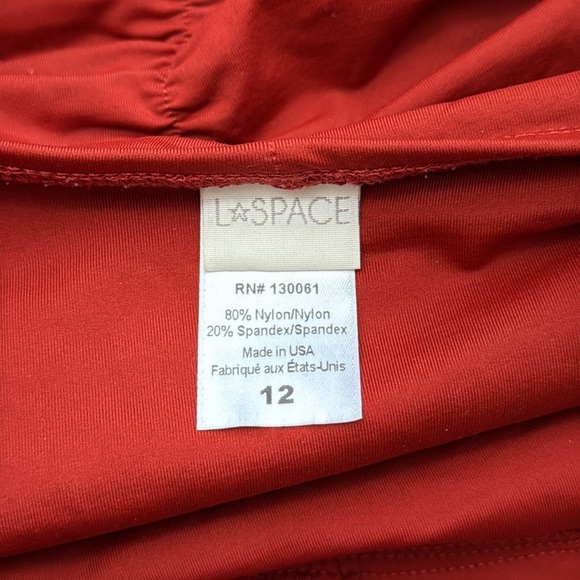 L☆SPACE
RN# 130061
80% Nylon/Nylon
20% Spandex/Spandex
Made in USA
Fabriqué aux États-Unis
12